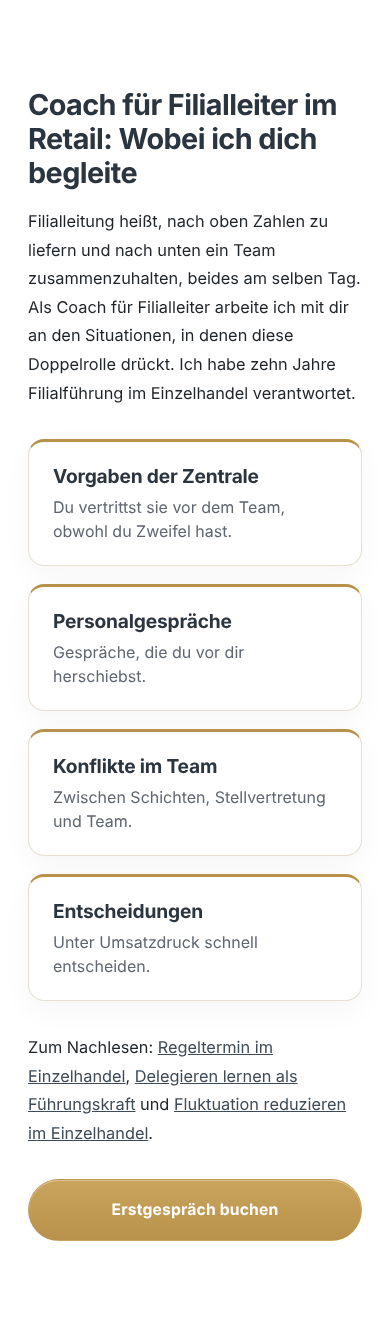 Coach für Filialleiter im
Retail: Wobei ich dich
begleite
Filialleitung heißt, nach oben Zahlen zu
liefern und nach unten ein Team
zusammenzuhalten, beides am selben Tag.
Als Coach für Filialleiter arbeite ich mit dir
an den Situationen, in denen diese
Doppelrolle drückt. Ich habe zehn Jahre
Filialführung im Einzelhandel verantwortet.
Vorgaben der Zentrale
Du vertrittst sie vor dem Team,
obwohl du Zweifel hast.
Personalgespräche
Gespräche, die du vor dir
herschiebst.
Konflikte im Team
Zwischen Schichten, Stellvertretung
und Team.
Entscheidungen
Unter Umsatzdruck schnell
entscheiden.
Zum Nachlesen: Regeltermin im
Einzelhandel, Delegieren lernen als
Führungskraft und Fluktuation reduzieren
im Einzelhandel.
Erstgespräch buchen